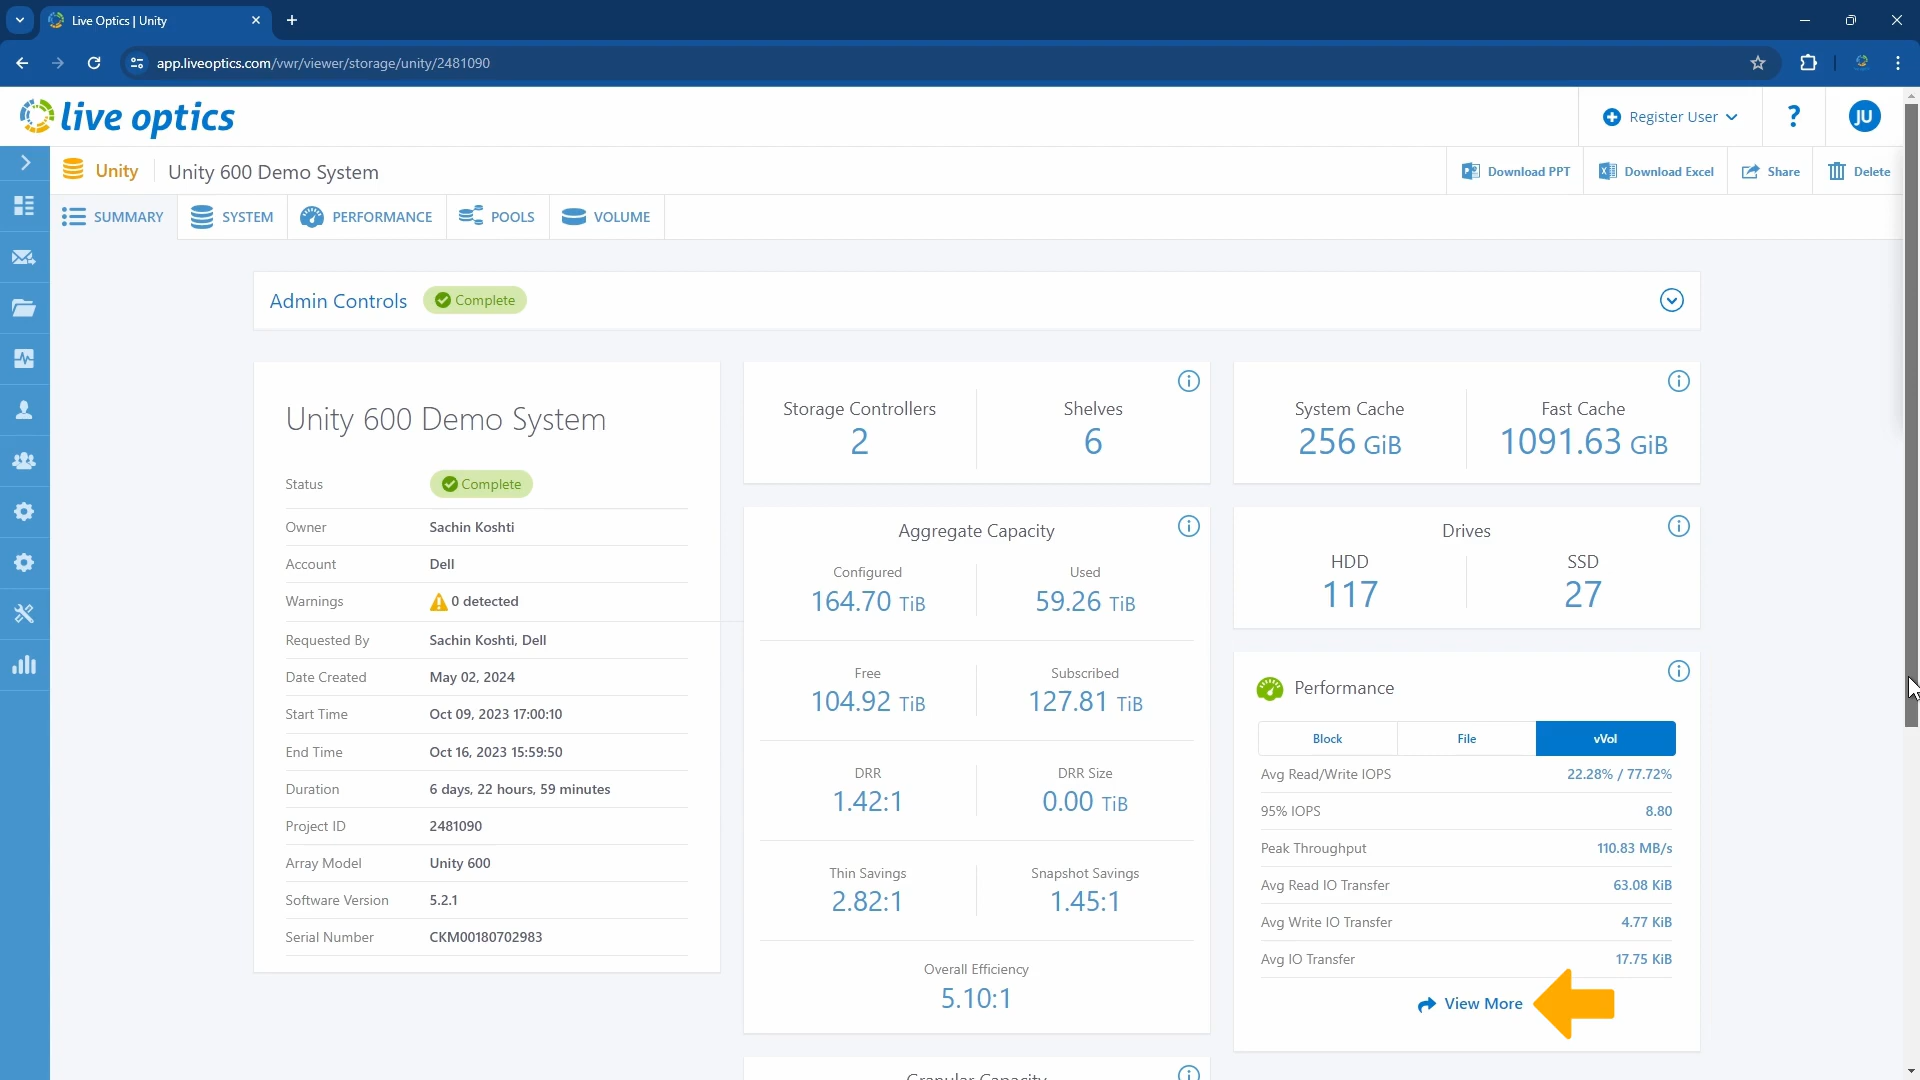 Live Optics | Unity
app.liveoptics.com/vwr/viewer/storage/unity/2481090
live optics
Register User
?
JU
Unity
Unity 600 Demo System
Download PPT
Download Excel
Share
Delete
SUMMARY
SYSTEM
PERFORMANCE
POOLS
VOLUME
Admin Controls
Complete
Unity 600 Demo System
Status Complete
Owner Sachin Koshti
Account Dell
Warnings 0 detected
Requested By Sachin Koshti, Dell
Date Created May 02, 2024
Start Time Oct 09, 2023 17:00:10
End Time Oct 16, 2023 15:59:50
Duration 6 days, 22 hours, 59 minutes
Project ID 2481090
Array Model Unity 600
Software Version 5.2.1
Serial Number CKM00180702983
Storage Controllers
2
Shelves
6
Aggregate Capacity
Configured
164.70 TiB
Used
59.26 TiB
Free
104.92 TiB
Subscribed
127.81 TiB
DRR
1.42:1
DRR Size
0.00 TiB
Thin Savings
2.82:1
Snapshot Savings
1.45:1
Overall Efficiency
5.10:1
Granular Capacity
System Cache
256 GiB
Fast Cache
1091.63 GiB
Drives
HDD
117
SSD
27
Performance
Block
File
vVol
Avg Read/Write IOPS 22.28% / 77.72%
95% IOPS 8.80
Peak Throughput 110.83 MB/s
Avg Read IO Transfer 63.08 KiB
Avg Write IO Transfer 4.77 KiB
Avg IO Transfer 17.75 KiB
View More